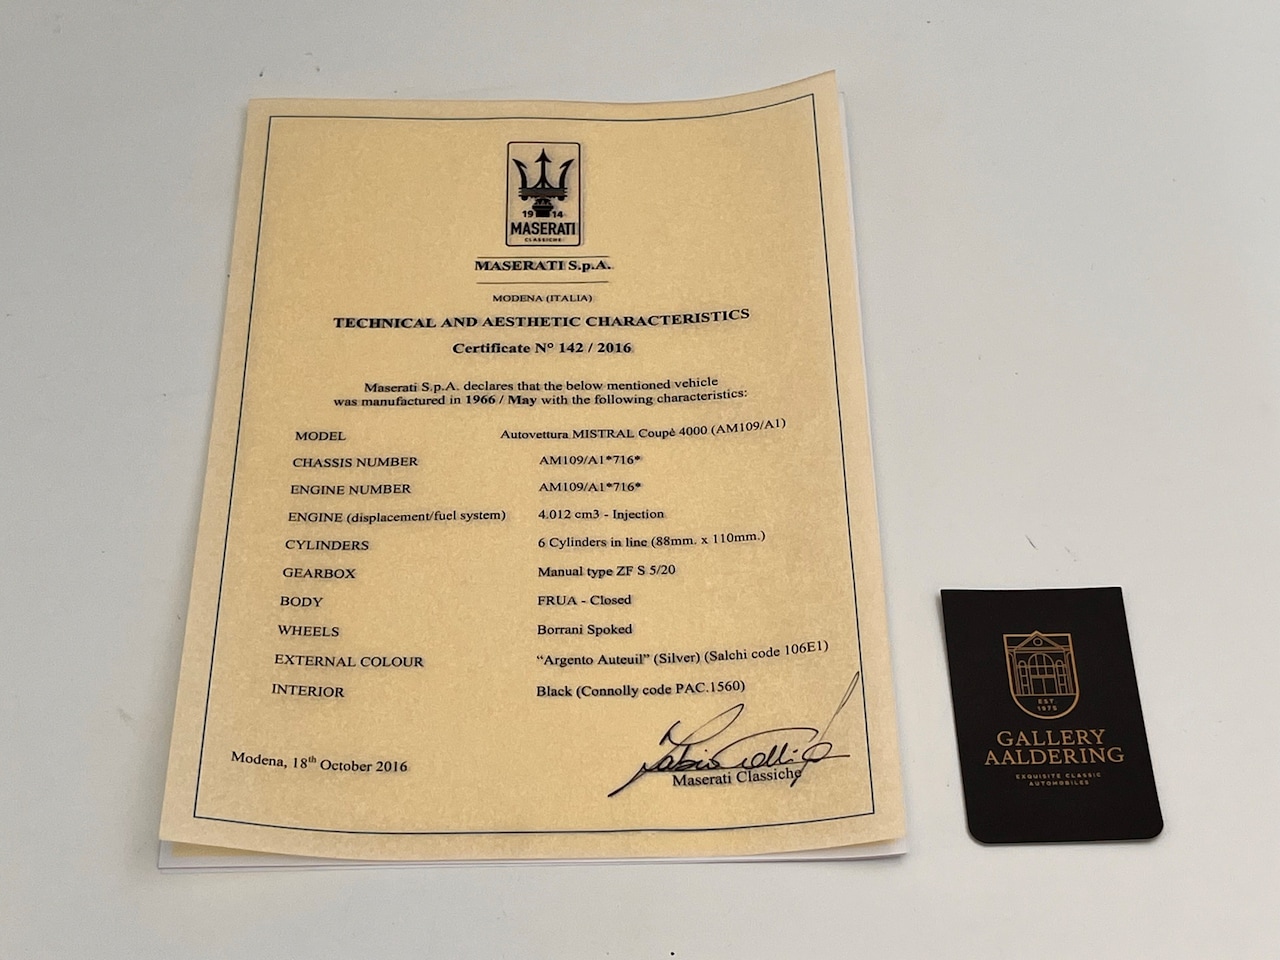 19 14
MASERATI
CLASSICHE
MASERATI S.p.A.
MODENA (ITALIA)
TECHNICAL AND AESTHETIC CHARACTERISTICS
Certificate N° 142 / 2016
Maserati S.p.A. declares that the below mentioned vehicle
was manufactured in 1966 / May with the following characteristics:
MODEL Autovettura MISTRAL Coupè 4000 (AM109/A1)
CHASSIS NUMBER AM109/A1*716*
ENGINE NUMBER AM109/A1*716*
ENGINE (displacement/fuel system) 4.012 cm3 - Injection
CYLINDERS 6 Cylinders in line (88mm. x 110mm.)
GEARBOX Manual type ZF S 5/20
BODY FRUA - Closed
WHEELS Borrani Spoked
EXTERNAL COLOUR “Argento Auteuil” (Silver) (Salchi code 106E1)
INTERIOR Black (Connolly code PAC.1560)
Modena, 18th October 2016
Maserati Classiche
EST.
1975
GALLERY
AALDERING
EXQUISITE CLASSIC
AUTOMOBILES